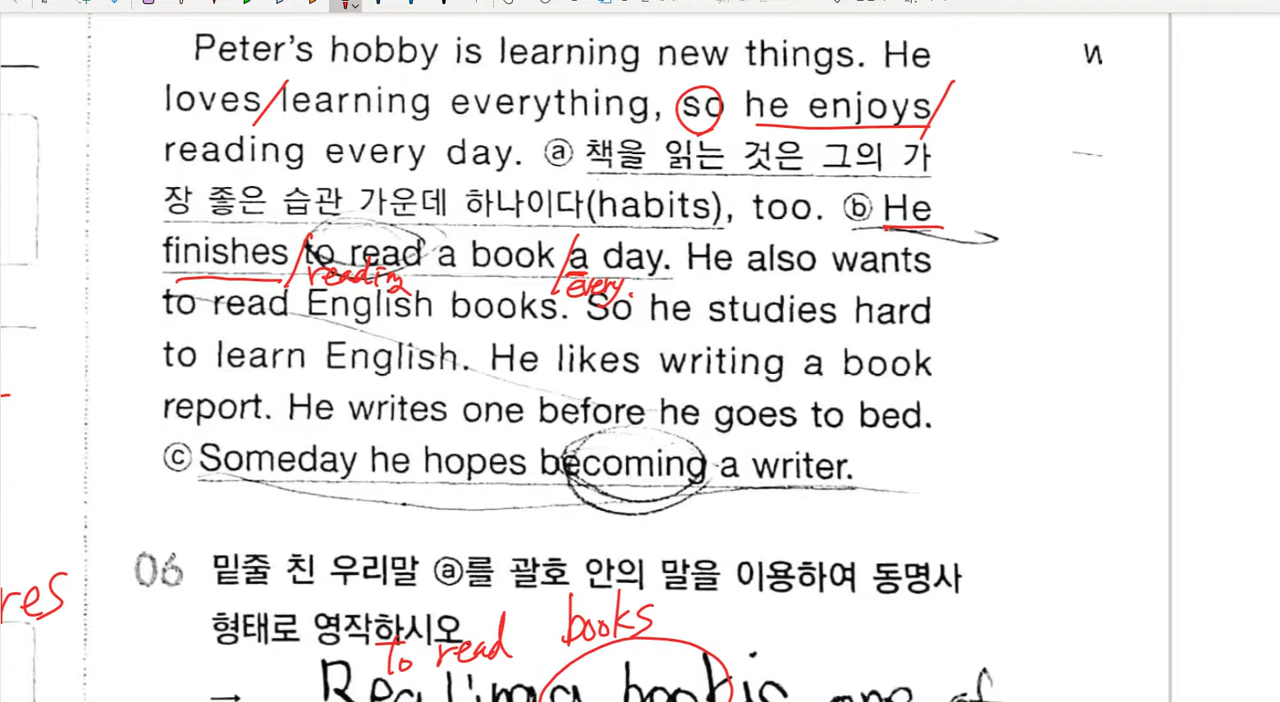 Peter's hobby is learning new things. He
loves learning everything, so he enjoys
reading every day. ⓐ 책을 읽는 것은 그의 가
장 좋은 습관 가운데 하나이다(habits), too. ⓑ He
finishes to read a book a day. He also wants
reading every.
to read English books. So he studies hard
to learn English. He likes writing a book
report. He writes one before he goes to bed.
ⓒ Someday he hopes becoming a writer.
06 밑줄 친 우리말 ⓐ를 괄호 안의 말을 이용하여 동명사
형태로 영작하시오
to read books
→ is one of